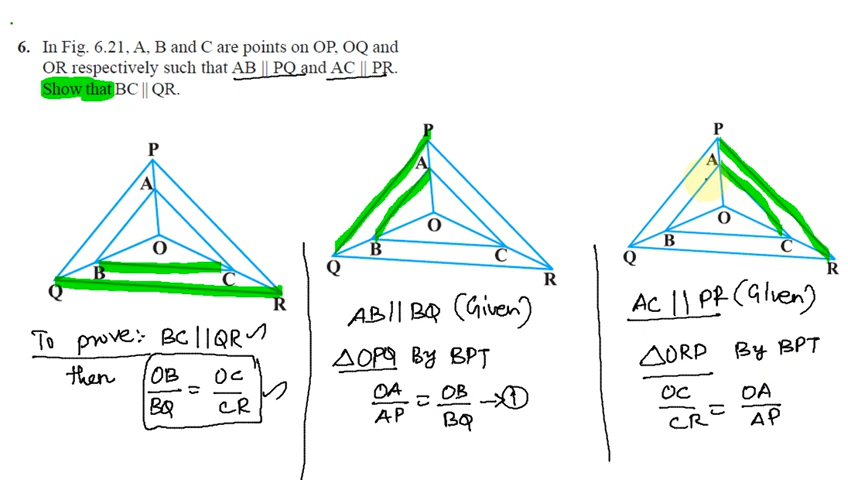 6. In Fig. 6.21, A, B and C are points on OP, OQ and
OR respectively such that AB || PQ and AC || PR.
Show that BC || QR.
P
A
O
B
C
Q
R
To prove:- BC || QR
then OB/BQ = OC/CR
P
A
O
B
C
Q
R
AB || BQ (Given)
△OPQ By BPT
OA/AP = OB/BQ → ①
P
A
O
B
C
Q
R
AC || PR (Given)
△ORP By BPT
OC/CR = OA/AP